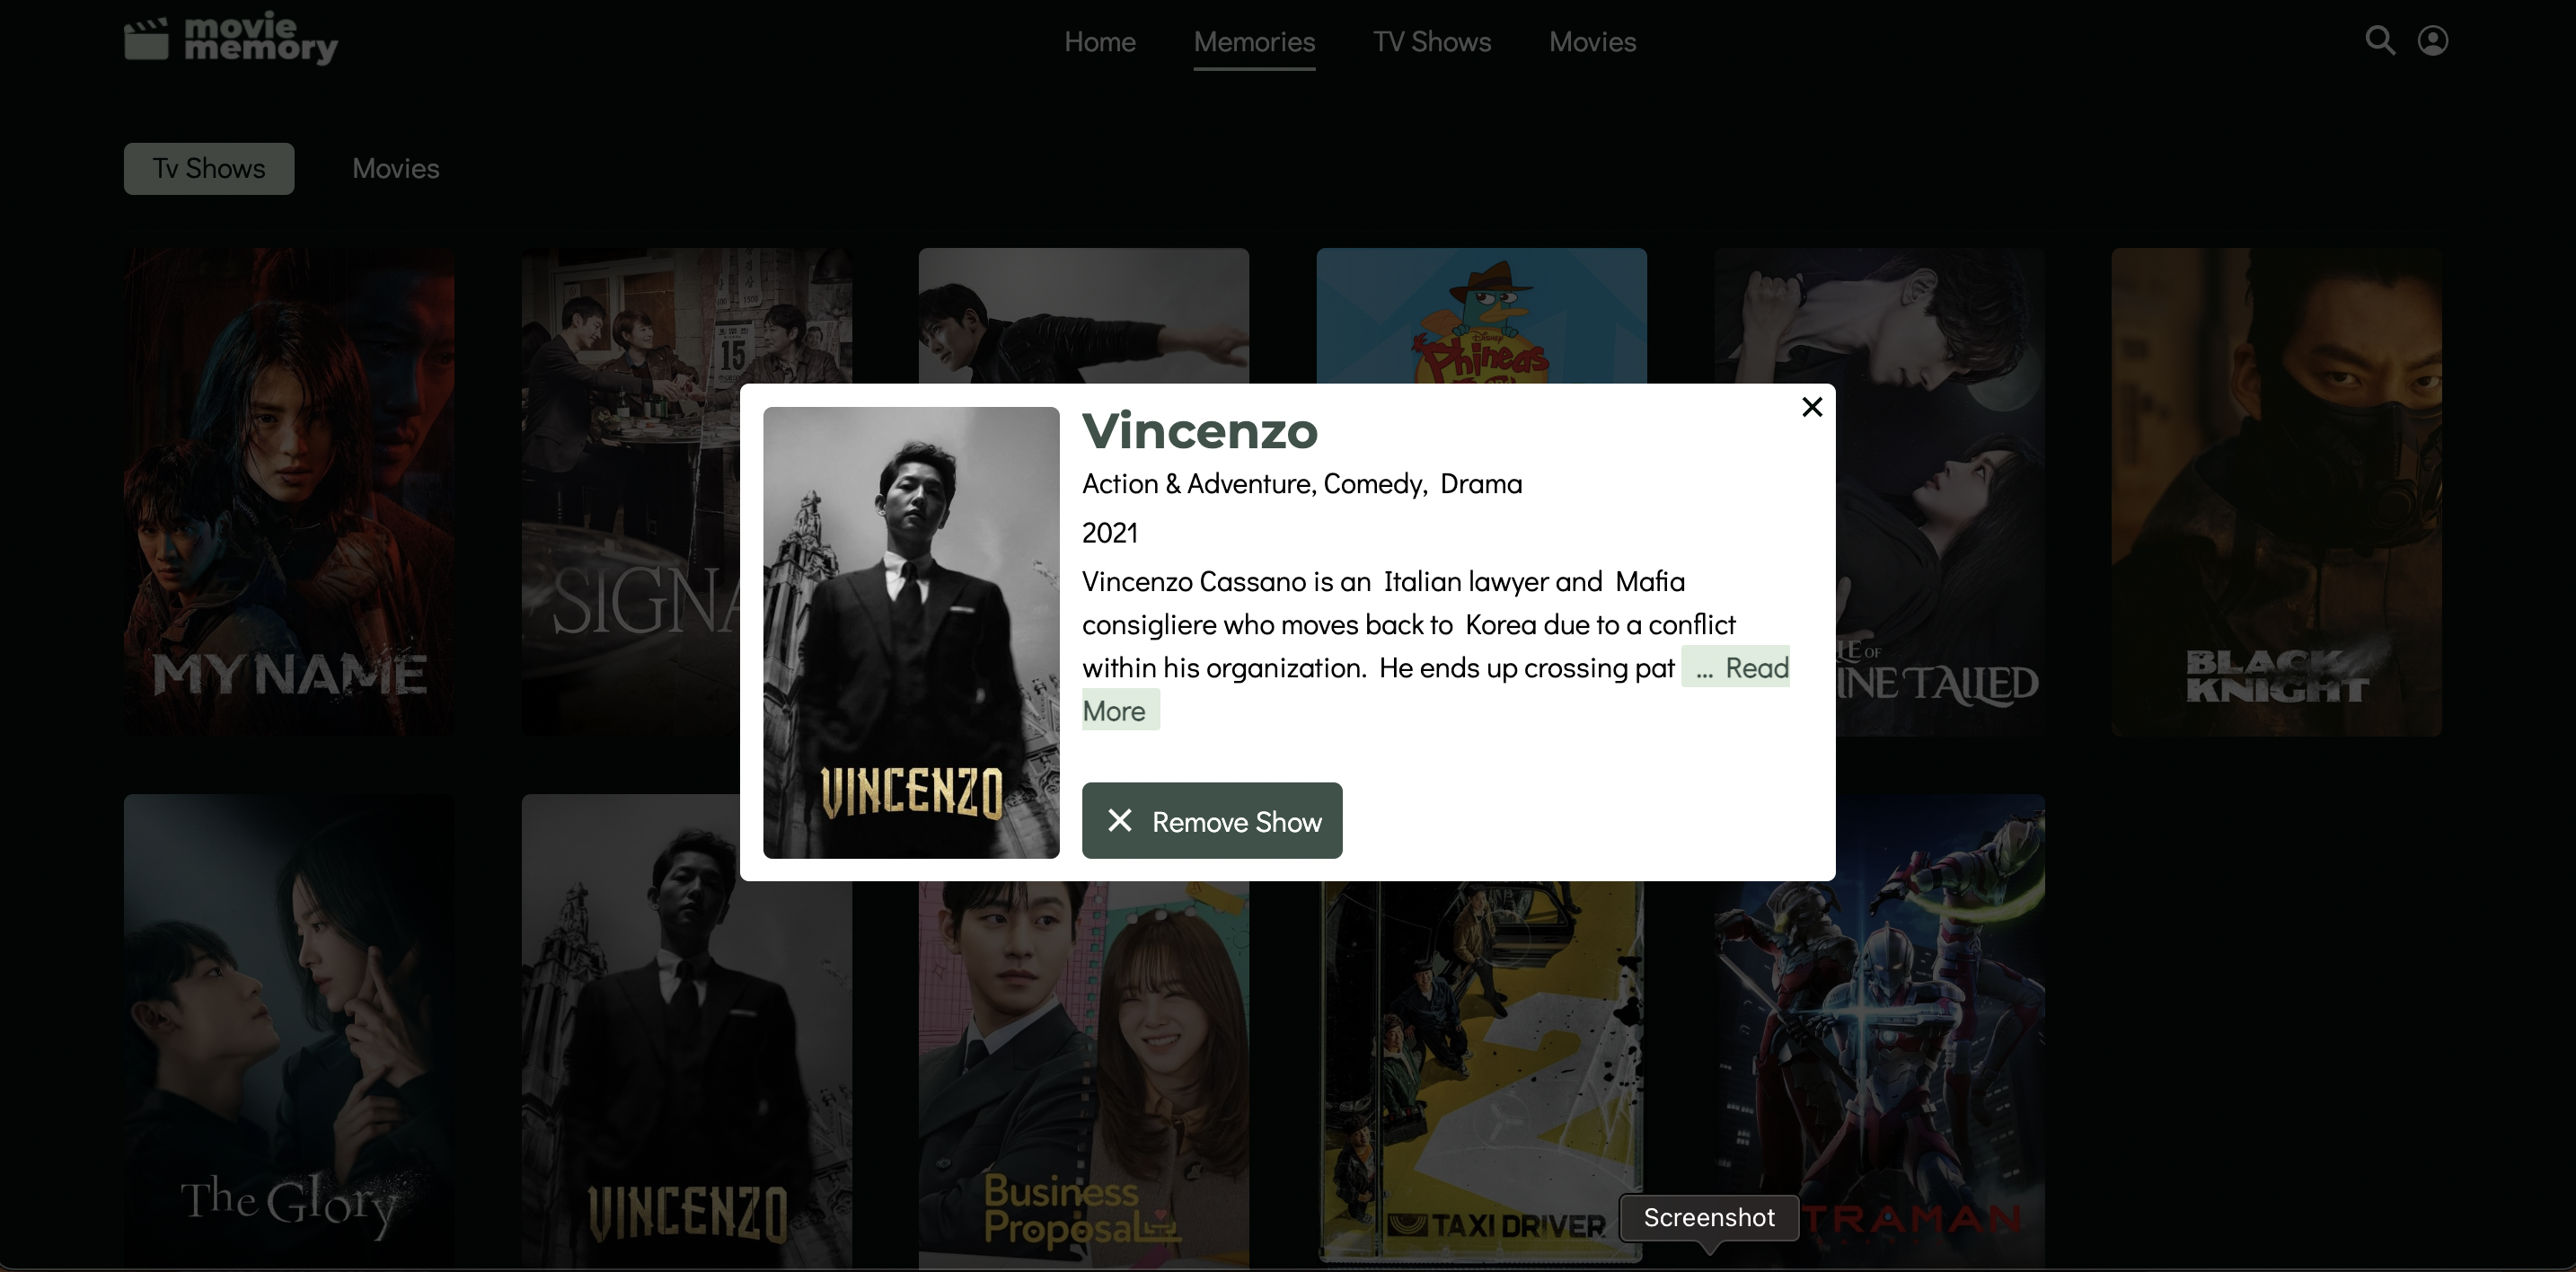 movie
memory
Home
Memories
TV Shows
Movies
Tv Shows
Movies
15
Disney
Phineas
MY NAME
SIGNA
LE OF
INE TAILED
BLACK
KNIGHT
Vincenzo
Action & Adventure, Comedy, Drama
2021
Vincenzo Cassano is an Italian lawyer and Mafia
consigliere who moves back to Korea due to a conflict
within his organization. He ends up crossing pat ... Read
More
VINCENZO
Remove Show
The Glory
VINCENZO
Business
Proposal
TAXI DRIVER
TRAMAN
Screenshot